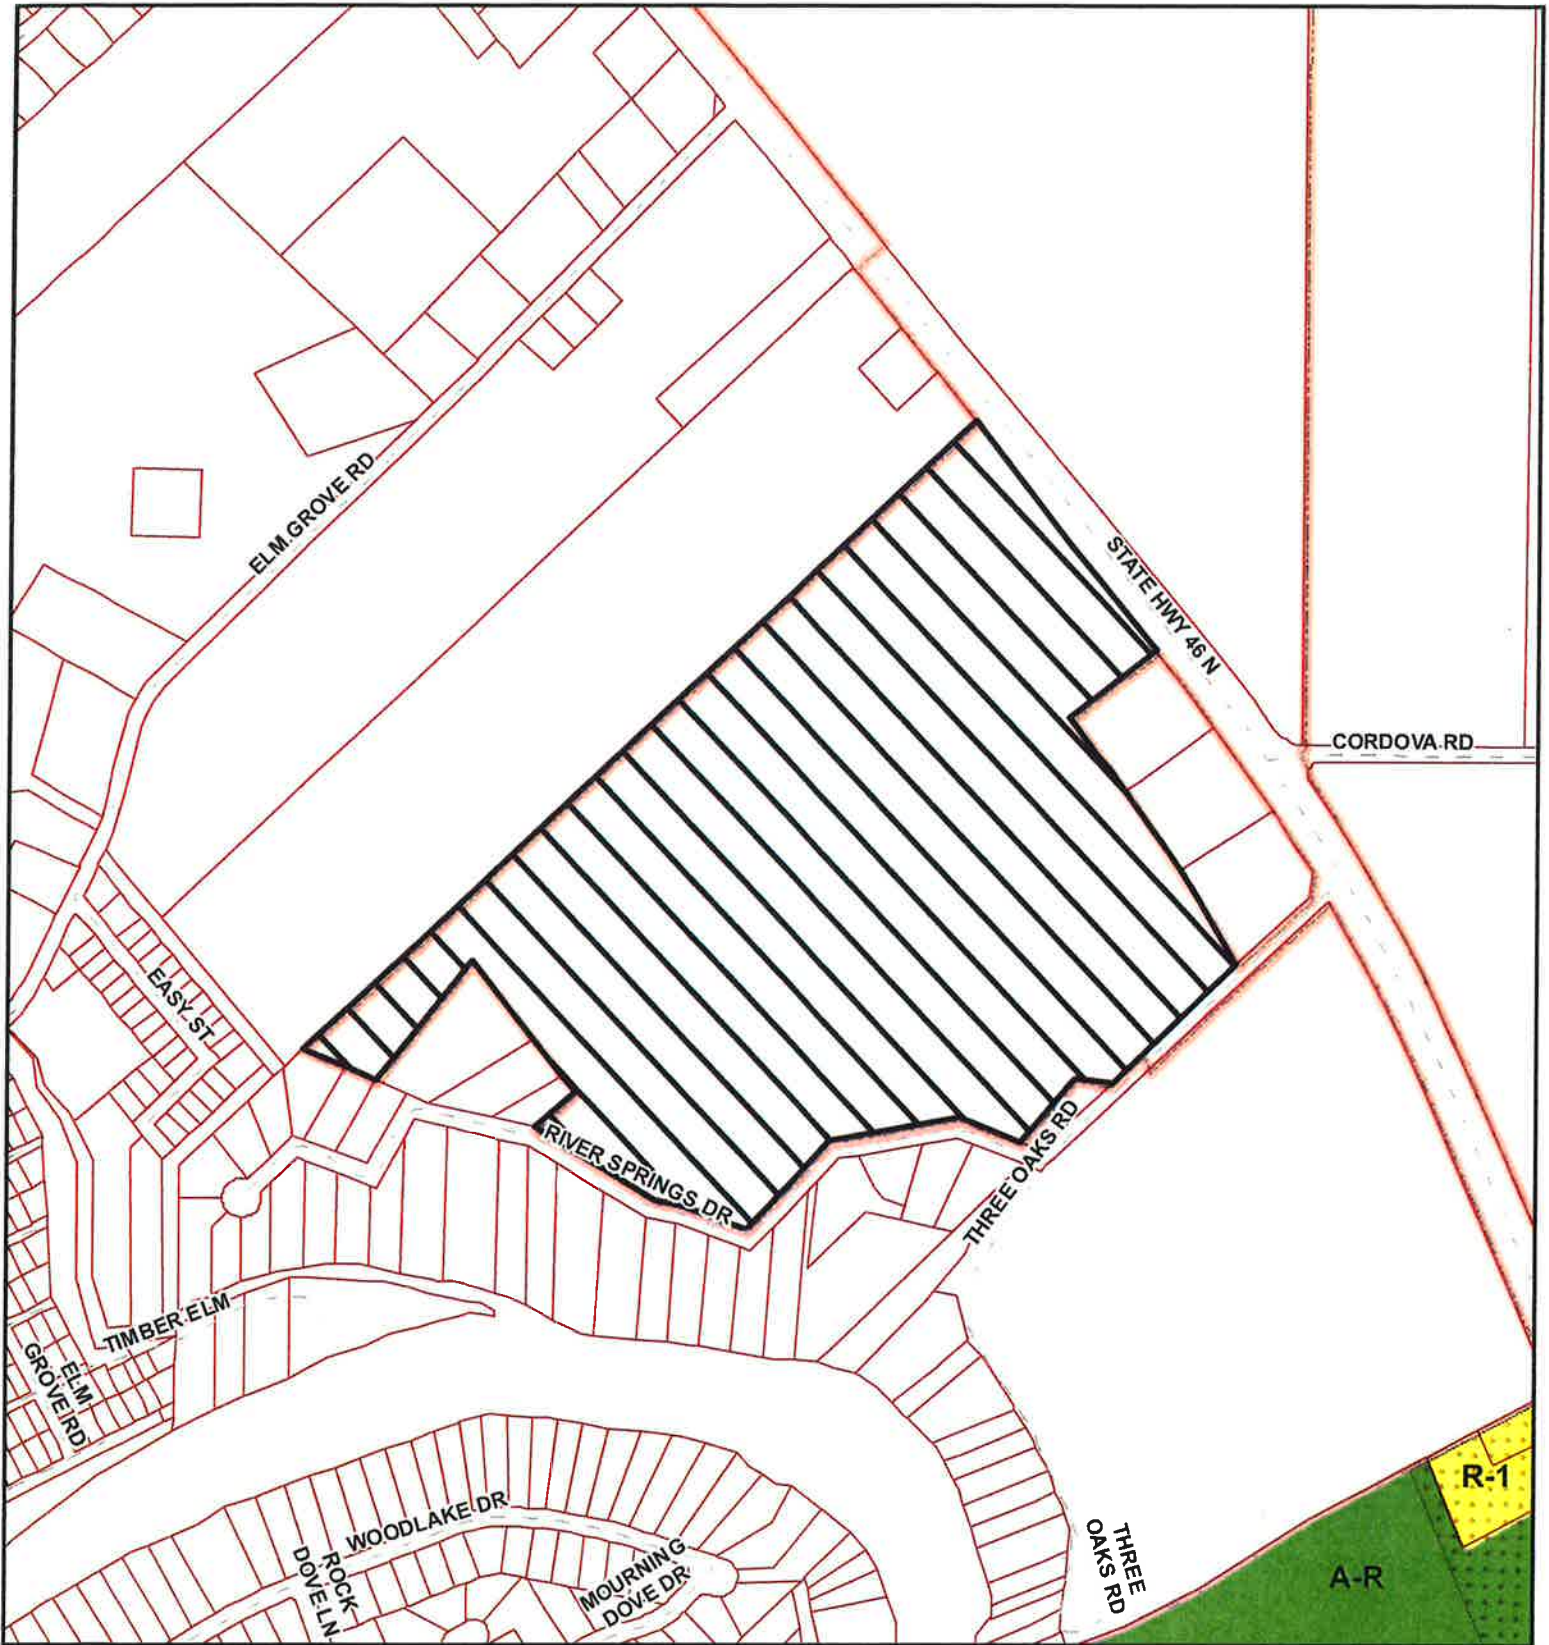 ELM GROVE RD
STATE HWY 46 N
CORDOVA RD
EASY ST
RIVER SPRINGS DR
THREE OAKS RD
TIMBER ELM
ELM
GROVE RD
R-1
A-R
WOODLAKE DR
ROCK
DOVE LN
MOURNING
DOVE DR
THREE
OAKS RD